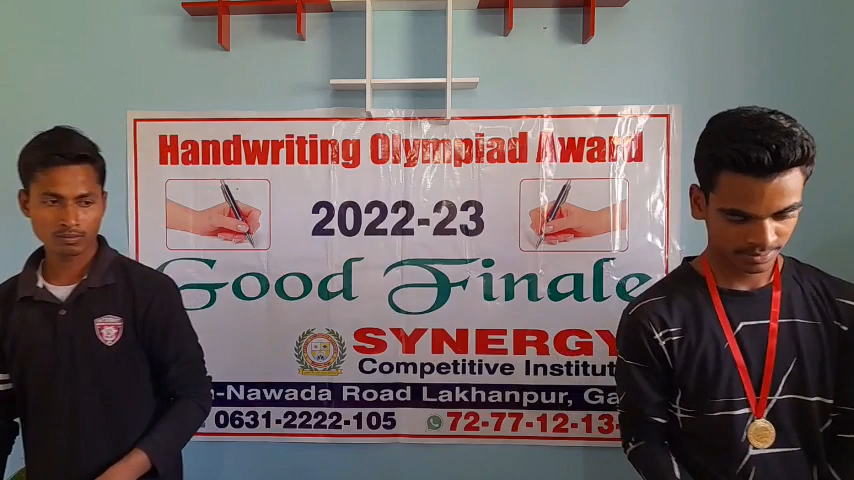 Handwriting Olympiad Award
2022-23
Good Finale
SYNERGY
Competitive
-Nawada Road Lakhanpur,
0631-2222-105 72-77-12-13-